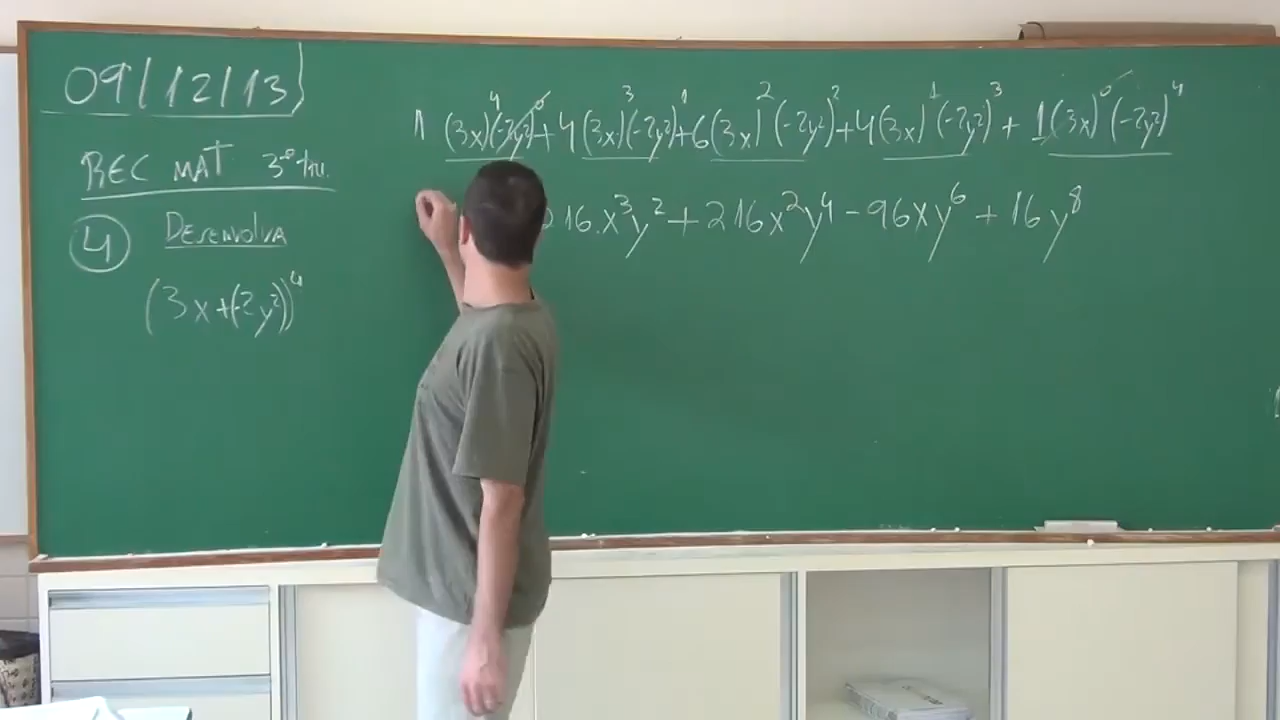 09/12/13
REC MAT 3º tri.
4 DESENVOLVA
(3x+(-2y²))⁴
1 (3x)⁴(-2y²)⁰+4(3x)³(-2y²)¹+6(3x)²(-2y²)²+4(3x)¹(-2y²)³+1(3x)⁰(-2y²)⁴
216.x³y²+216x²y⁴-96xy⁶+16y⁸